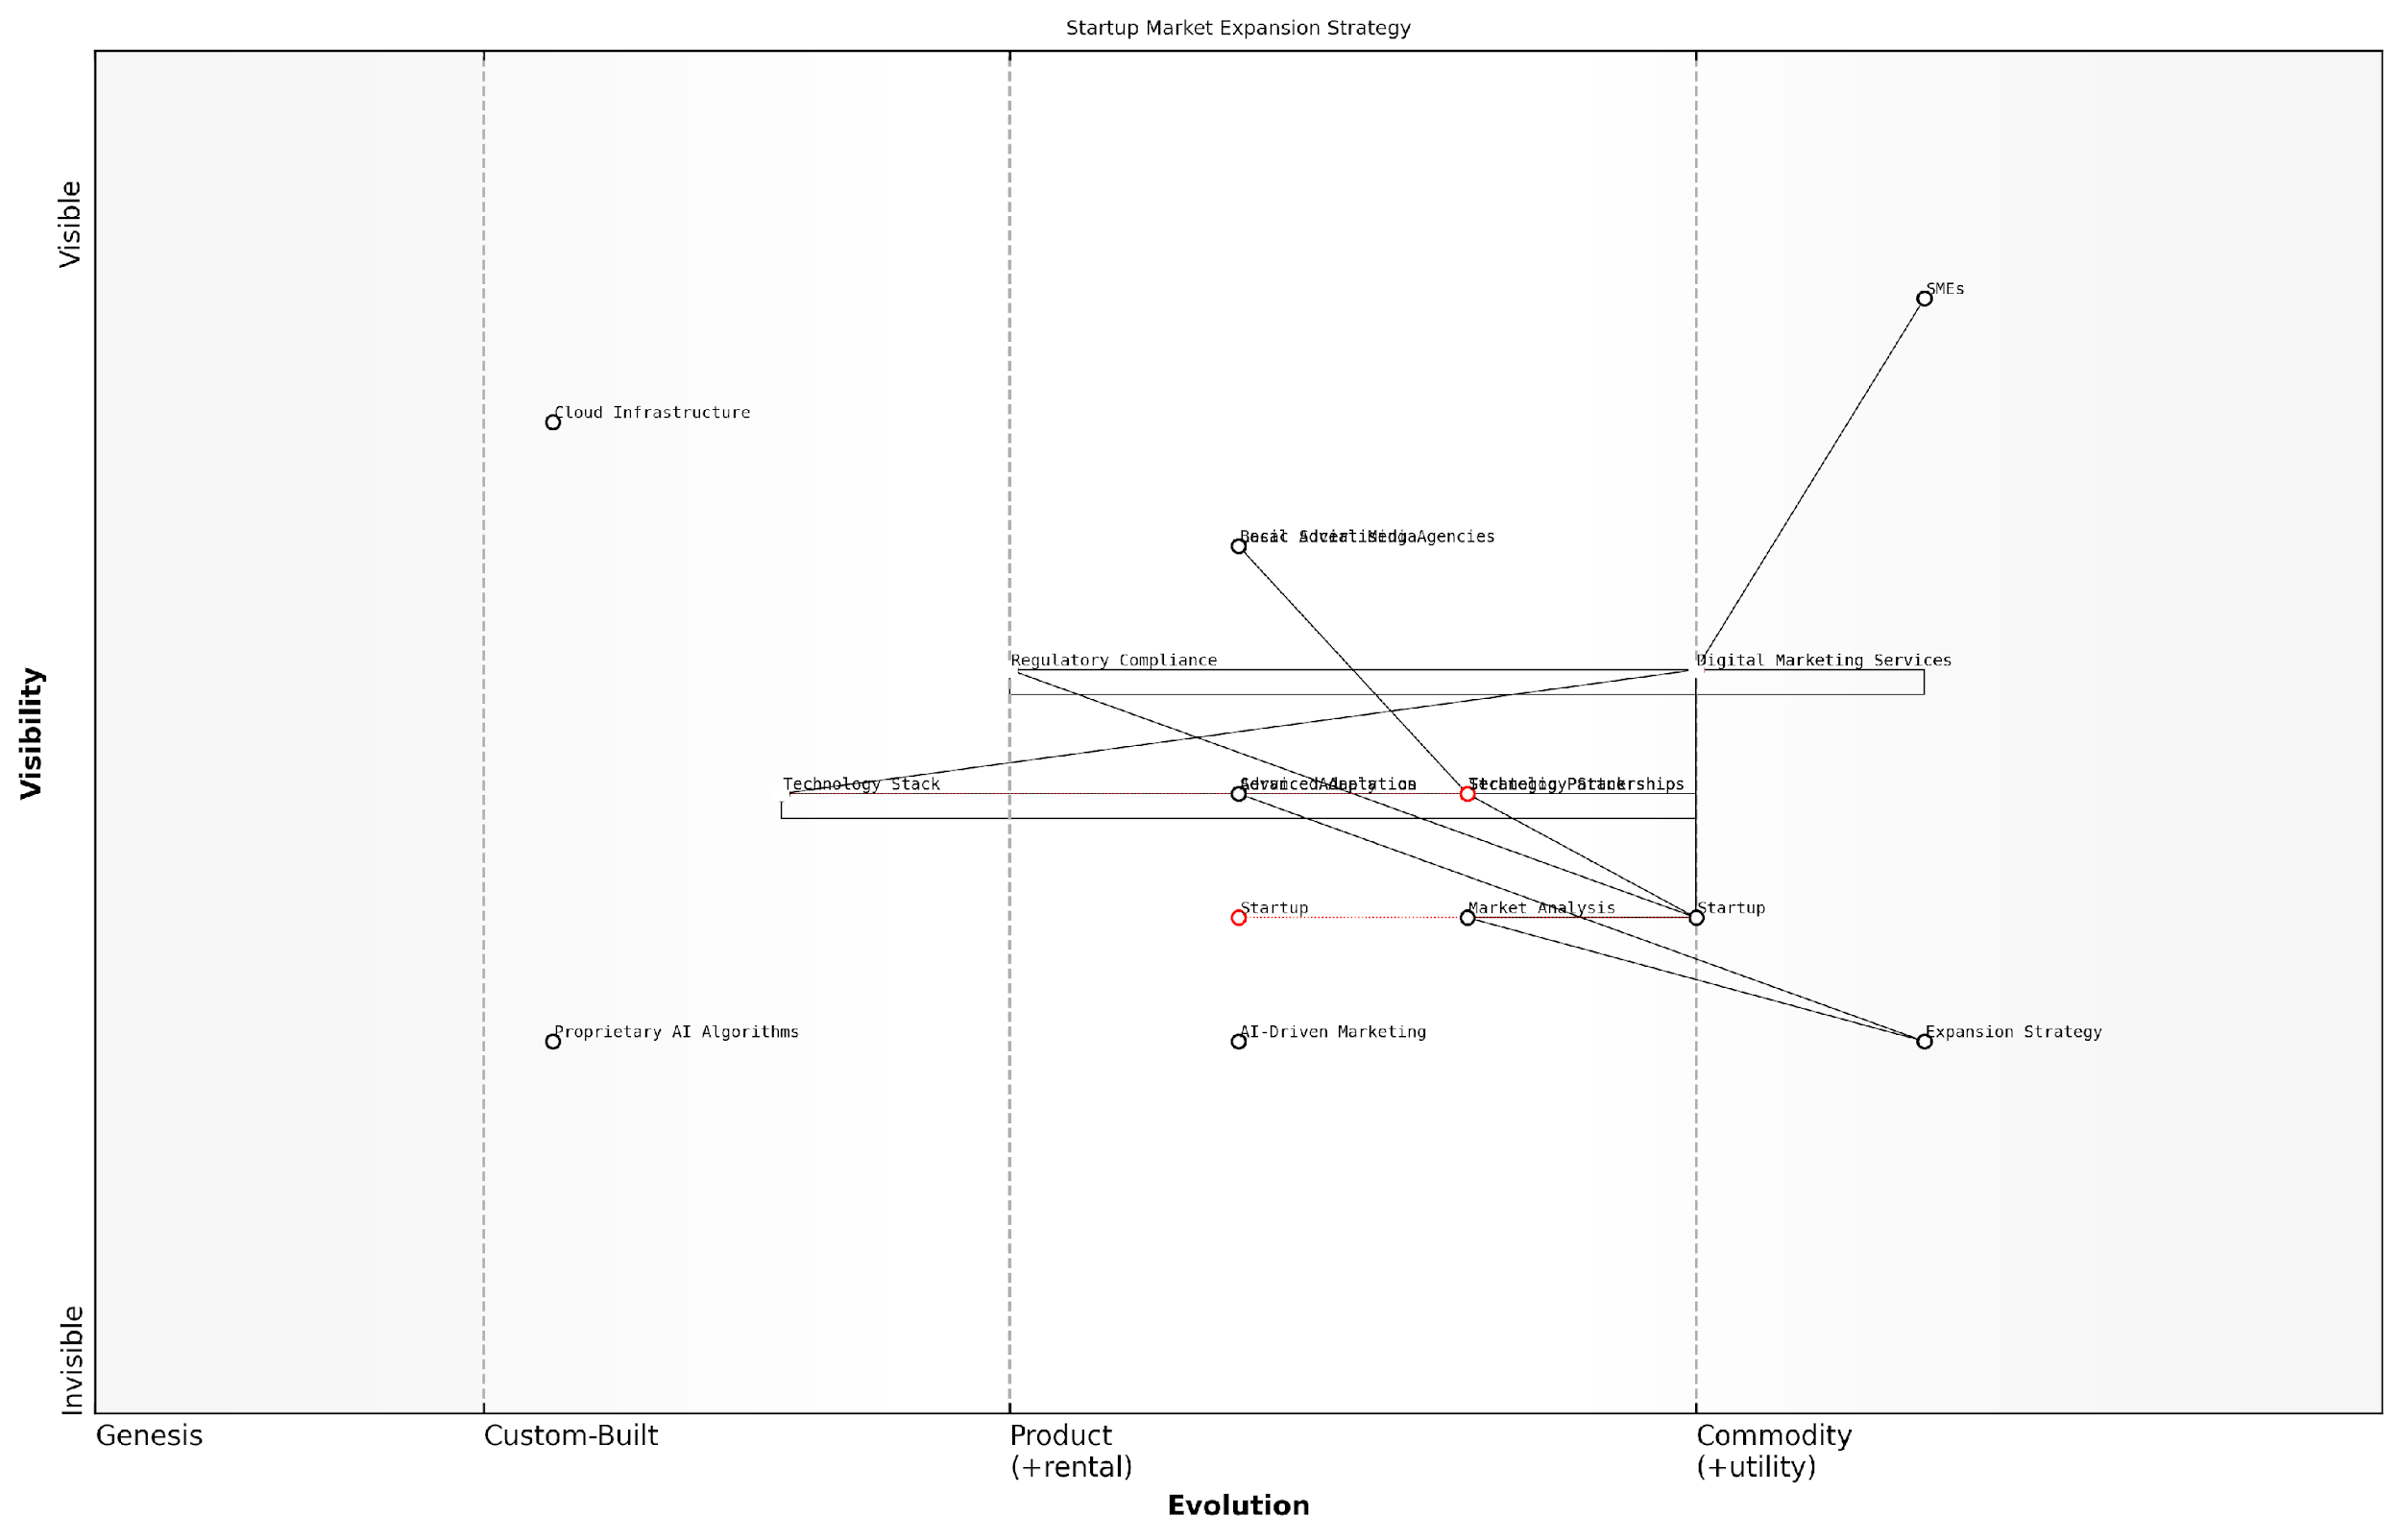 Startup Market Expansion Strategy
Visible
SMEs
Cloud Infrastructure
Agencies
Regulatory Compliance
Digital Marketing Services
Visibility
Technology Stack
Startup
Market Analysis
Startup
Proprietary AI Algorithms
AI-Driven Marketing
Expansion Strategy
Invisible
Genesis
Custom-Built
Product
(+rental)
Commodity
(+utility)
Evolution